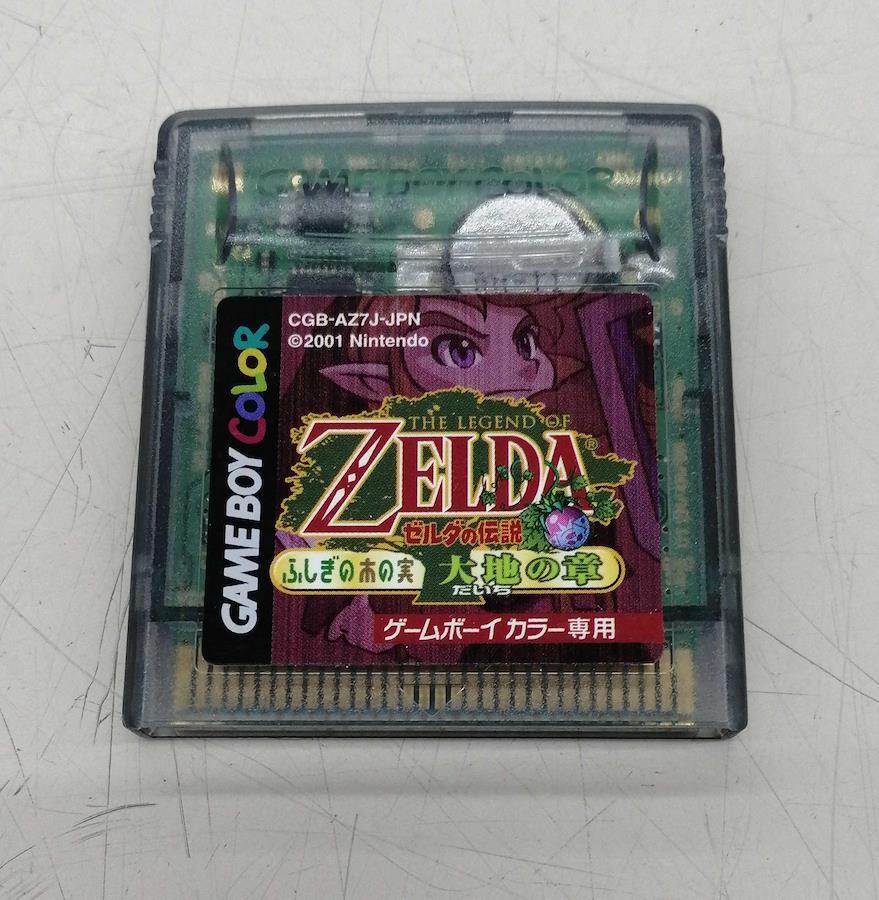 GAME BOY COLOR
CGB-AZ7J-JPN
©2001 Nintendo
GAME BOY COLOR
THE LEGEND OF
ZELDA®
ゼルダの伝説
ふしぎの木の実 大地の章
だいち
ゲームボーイカラー専用